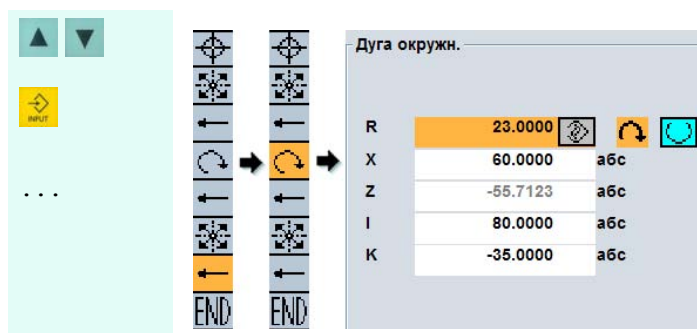 INPUT
. . .
END END
Дуга окружн.
R 23.0000
X 60.0000 абс
Z -55.7123 абс
I 80.0000 абс
K -35.0000 абс